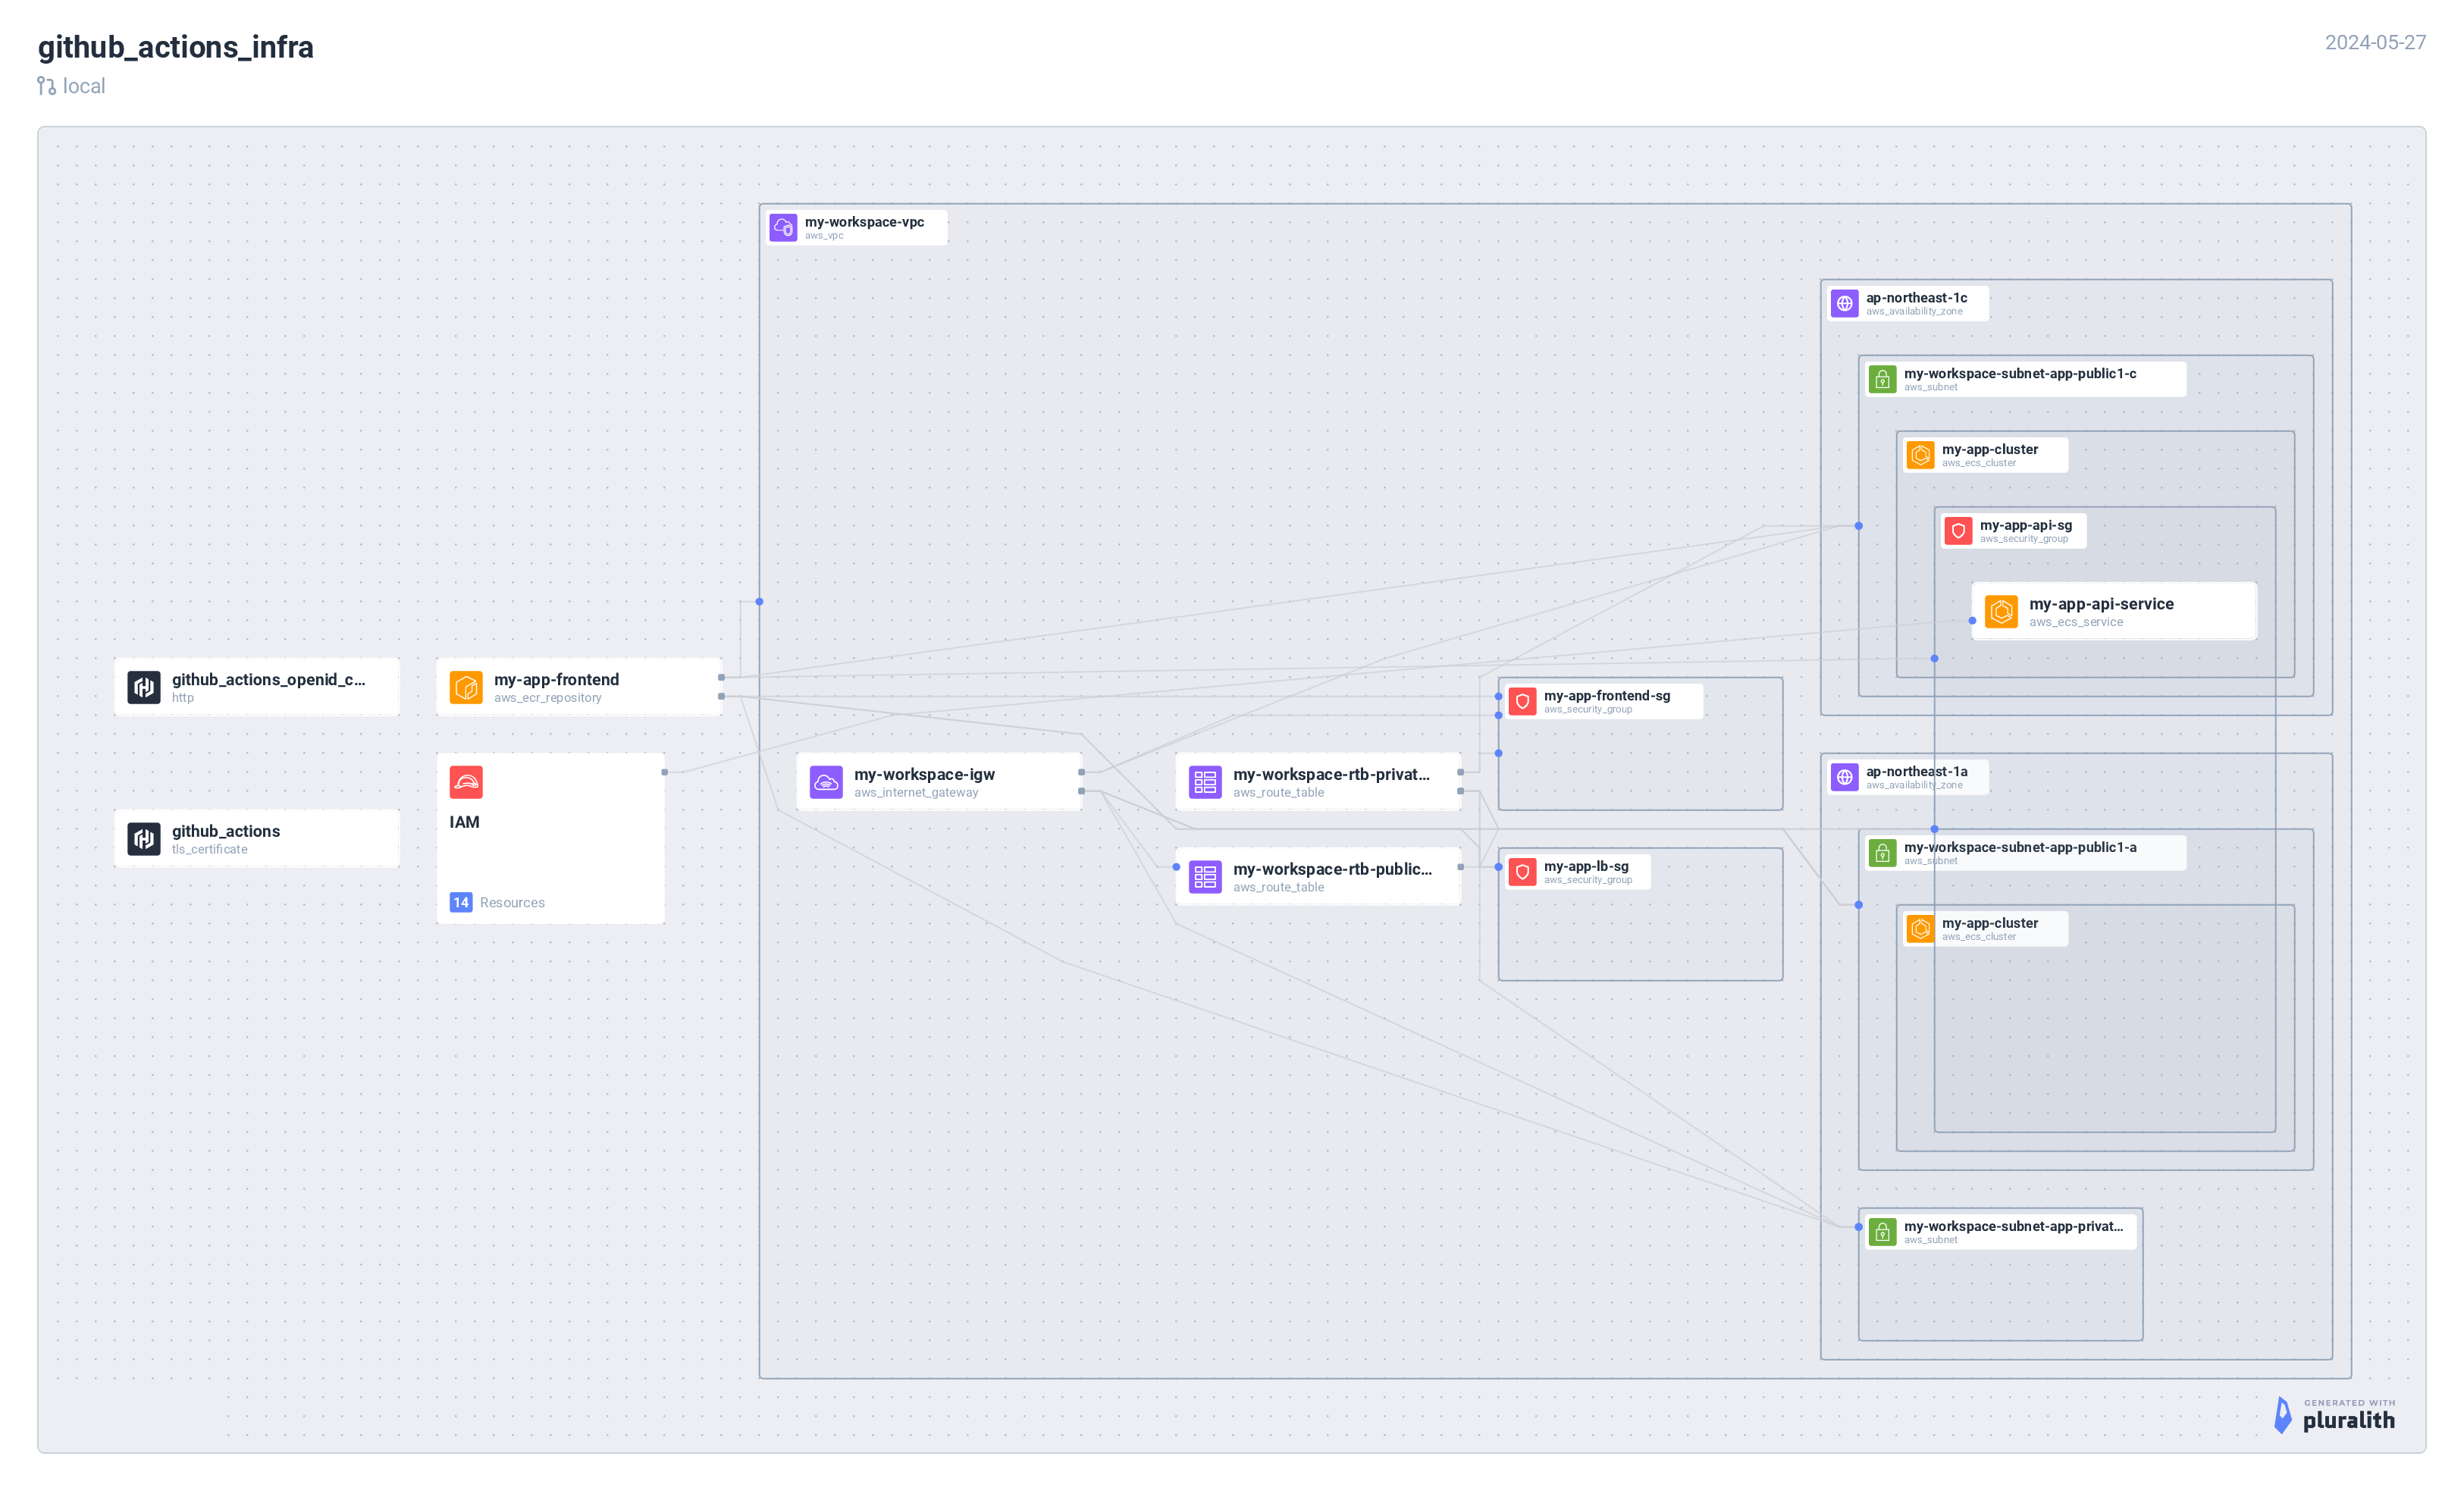 github_actions_infra
2024-05-27
local
my-workspace-vpc
aws_vpc
ap-northeast-1c
aws_availability_zone
my-workspace-subnet-app-public1-c
aws_subnet
my-app-cluster
aws_ecs_cluster
my-app-api-sg
aws_security_group
my-app-api-service
aws_ecs_service
github_actions_openid_c...
http
my-app-frontend
aws_ecr_repository
my-app-frontend-sg
aws_security_group
IAM
14 Resources
my-workspace-igw
aws_internet_gateway
my-workspace-rtb-privat...
aws_route_table
ap-northeast-1a
aws_availability_zone
github_actions
tls_certificate
my-workspace-rtb-public...
aws_route_table
my-app-lb-sg
aws_security_group
my-workspace-subnet-app-public1-a
aws_subnet
my-app-cluster
aws_ecs_cluster
my-workspace-subnet-app-privat...
aws_subnet
GENERATED WITH
pluralith